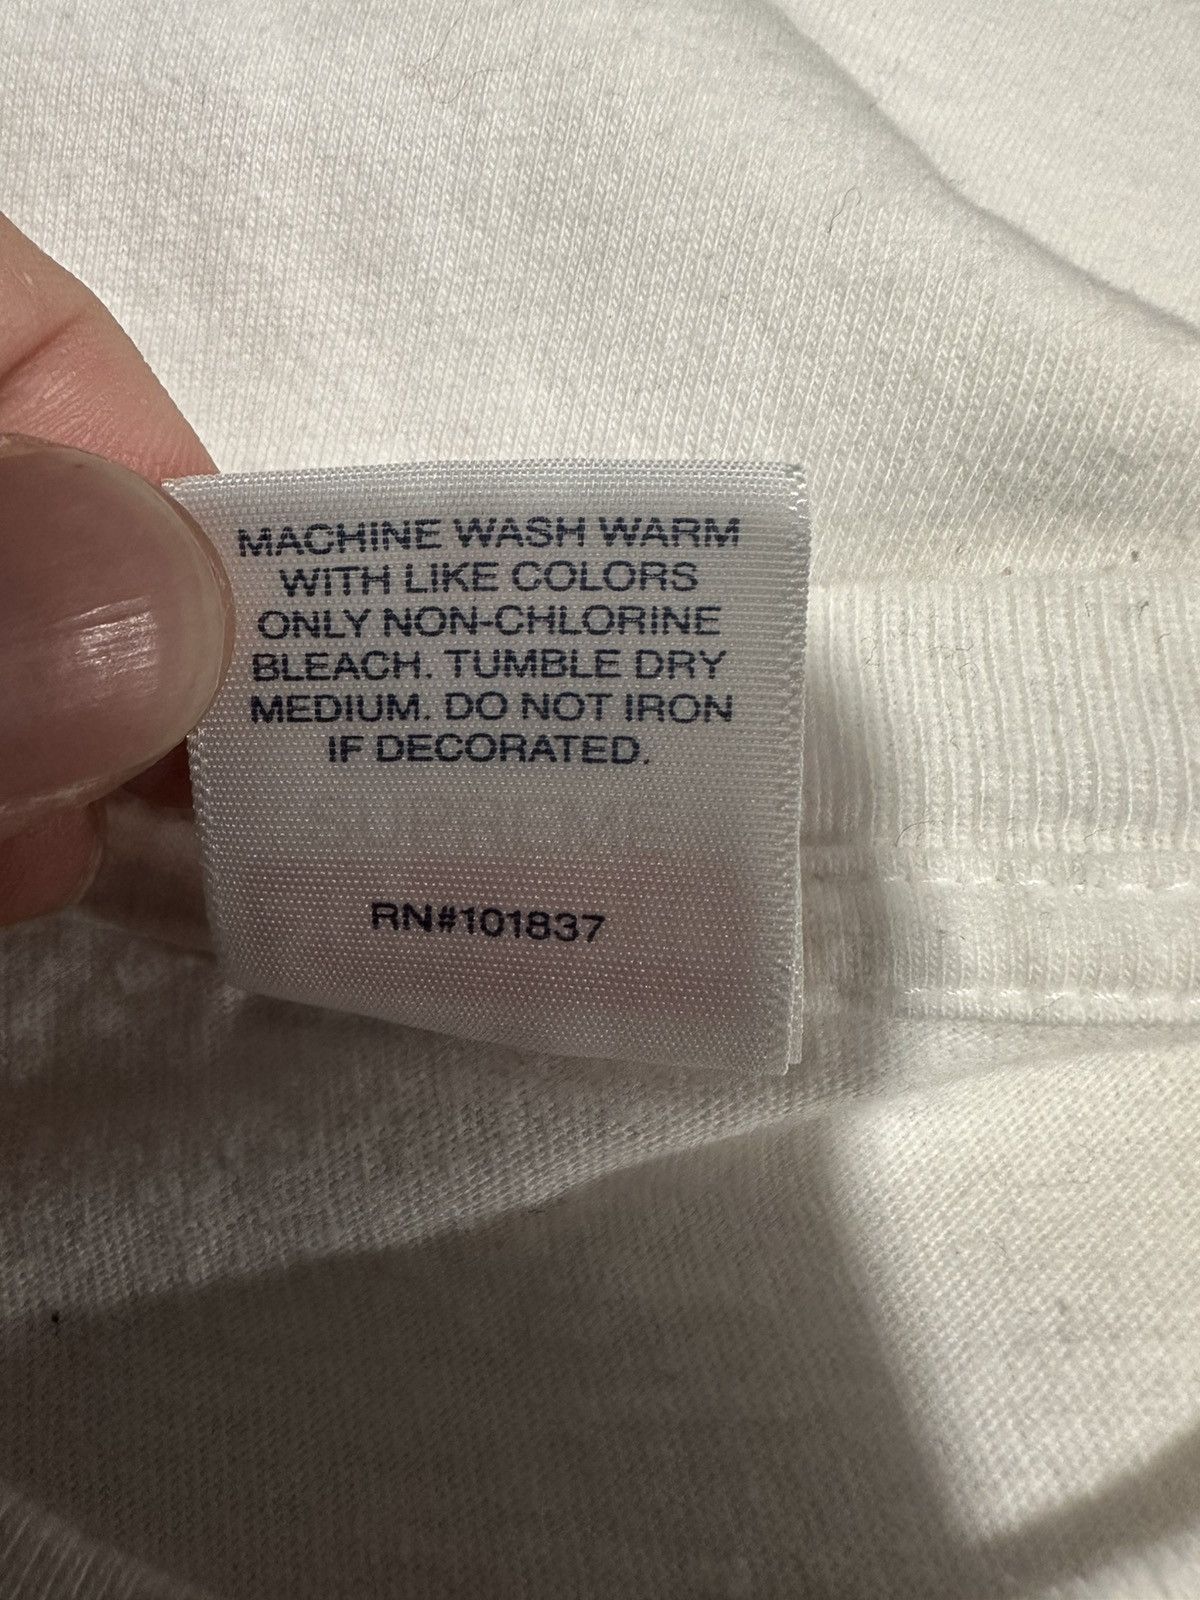 MACHINE WASH WARM
WITH LIKE COLORS
ONLY NON-CHLORINE
BLEACH. TUMBLE DRY
MEDIUM. DO NOT IRON
IF DECORATED.
RN#101837